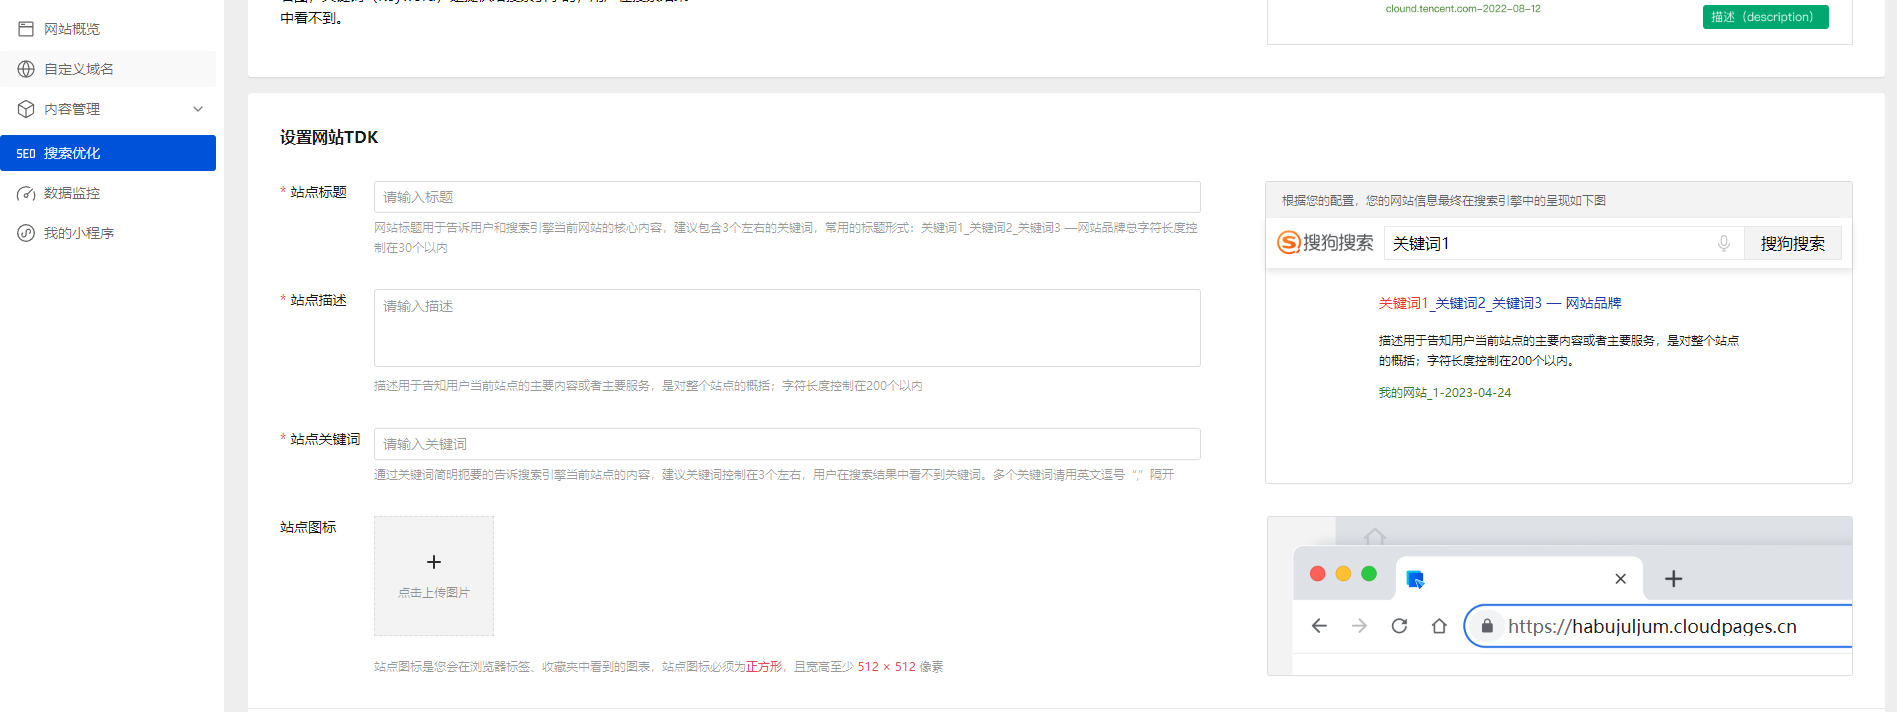 中看不到。
clound.tencent.com-2022-08-12
描述（description）
网站概览
自定义域名
内容管理
SEO 搜索优化
数据监控
我的小程序
设置网站TDK
* 站点标题
请输入标题
网站标题用于告诉用户和搜索引擎当前网站的核心内容，建议包含3个左右的关键词，常用的标题形式：关键词1_关键词2_关键词3 —网站品牌总字符长度控
制在30个以内
* 站点描述
请输入描述
描述用于告知用户当前站点的主要内容或者主要服务，是对整个站点的概括；字符长度控制在200个以内
* 站点关键词
请输入关键词
通过关键词简明扼要的告诉搜索引擎当前站点的内容，建议关键词控制在3个左右，用户在搜索结果中看不到关键词。多个关键词请用英文逗号“,”隔开
站点图标
+
点击上传图片
站点图标是您会在浏览器标签、收藏夹中看到的图表，站点图标必须为正方形，且宽高至少 512 × 512 像素
根据您的配置，您的网站信息最终在搜索引擎中的呈现如下图
S搜狗搜索
关键词1
搜狗搜索
关键词1_关键词2_关键词3 — 网站品牌
描述用于告知用户当前站点的主要内容或者主要服务，是对整个站点
的概括；字符长度控制在200个以内。
我的网站_1-2023-04-24
https://habujuljum.cloudpages.cn